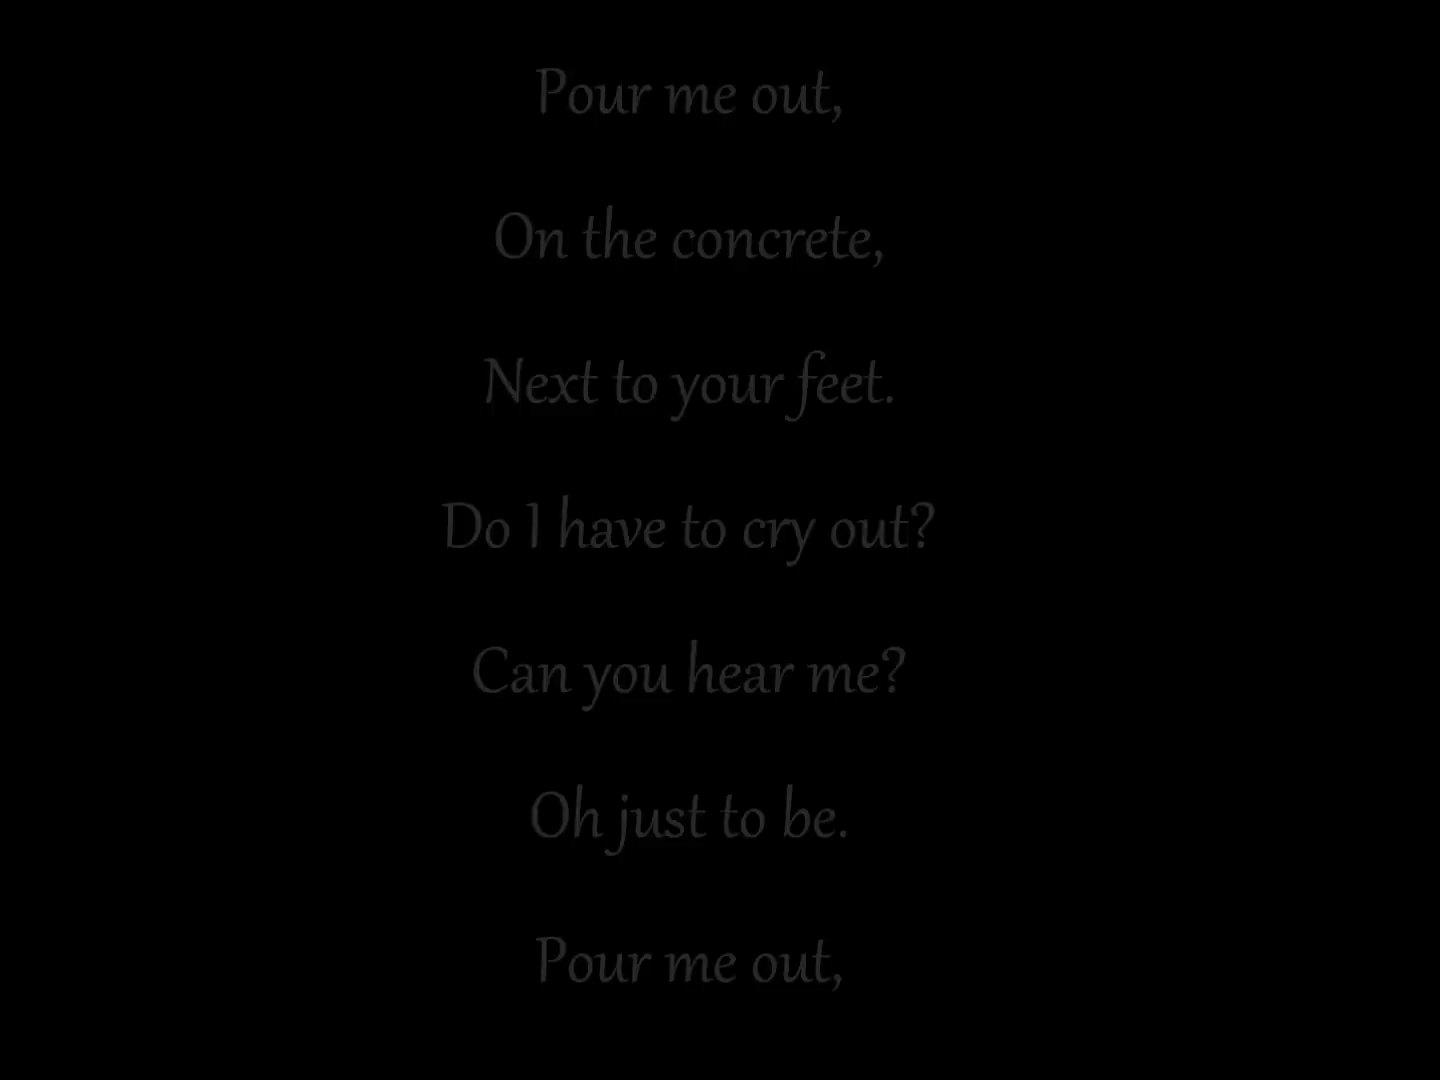 Pour me out,
On the concrete,
Next to your feet.
Do I have to cry out?
Can you hear me?
Oh just to be.
Pour me out,